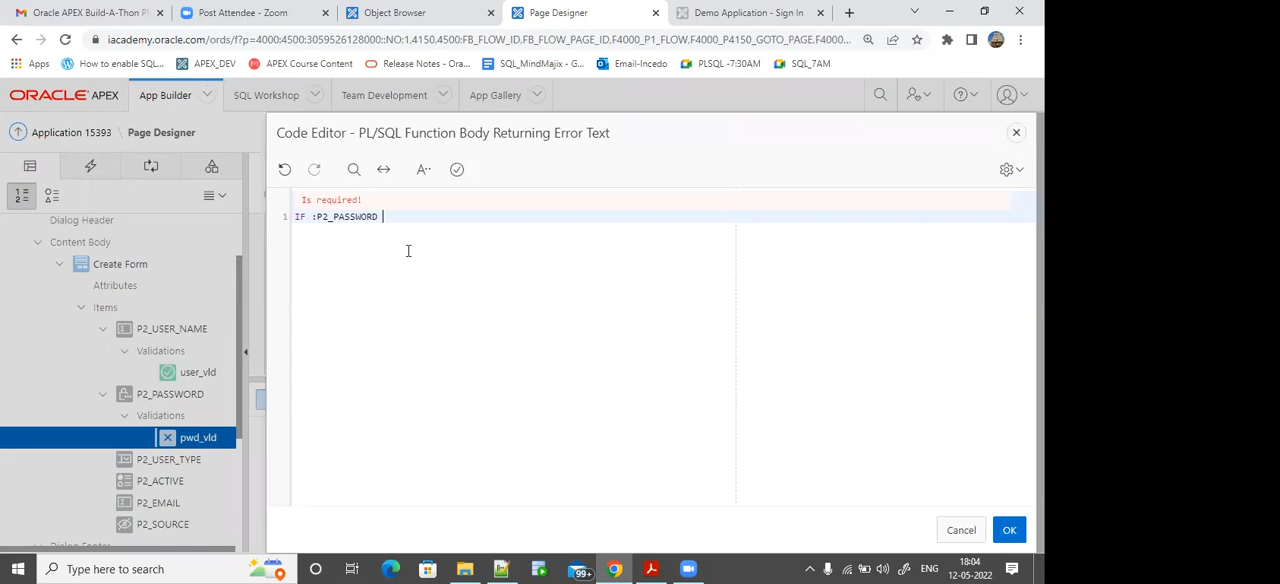 Oracle APEX Build-A-Thon P
Post Attendee - Zoom
Object Browser
Page Designer
Demo Application - Sign In
iacademy.oracle.com/ords/f?p=4000:4500:3059526128000::NO:1,4150,4500:FB_FLOW_ID,FB_FLOW_PAGE_ID,F4000_P1_FLOW,F4000_P4150_GOTO_PAGE,F4000...
Apps
How to enable SQL...
APEX_DEV
APEX Course Content
Release Notes - Ora...
SQL_MindMajix - G...
Email-Incedo
PLSQL -7:30AM
SQL_7AM
ORACLE APEX
App Builder
SQL Workshop
Team Development
App Gallery
Application 15393 \ Page Designer
Code Editor - PL/SQL Function Body Returning Error Text
Is required!
1 IF :P2_PASSWORD
Dialog Header
Content Body
Create Form
Attributes
Items
P2_USER_NAME
Validations
user_vld
P2_PASSWORD
Validations
pwd_vld
P2_USER_TYPE
P2_ACTIVE
P2_EMAIL
P2_SOURCE
Dialog Footer
Cancel
OK
Type here to search
99+
ENG
18:04
12-05-2022